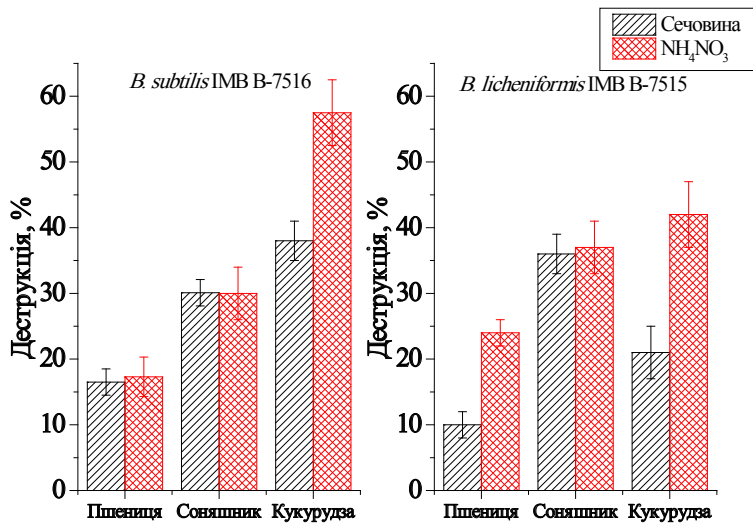 Сечовина
NH₄NO₃
B. subtilis IMB B-7516
B. licheniformis IMB B-7515
Деструкція, %
60
50
40
30
20
10
0
Пшениця Соняшник Кукурудза
Деструкція, %
60
50
40
30
20
10
0
Пшениця Соняшник Кукурудза